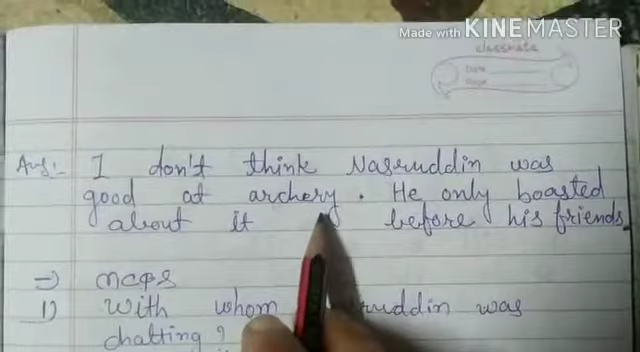 Made with KINEMASTER
classmate
Date
Page
Ans:- I don't think Nasruddin was
good at archery. He only boasted
about it before his friends.
⇒ MCQS
1) With whom ruddin was
chatting?